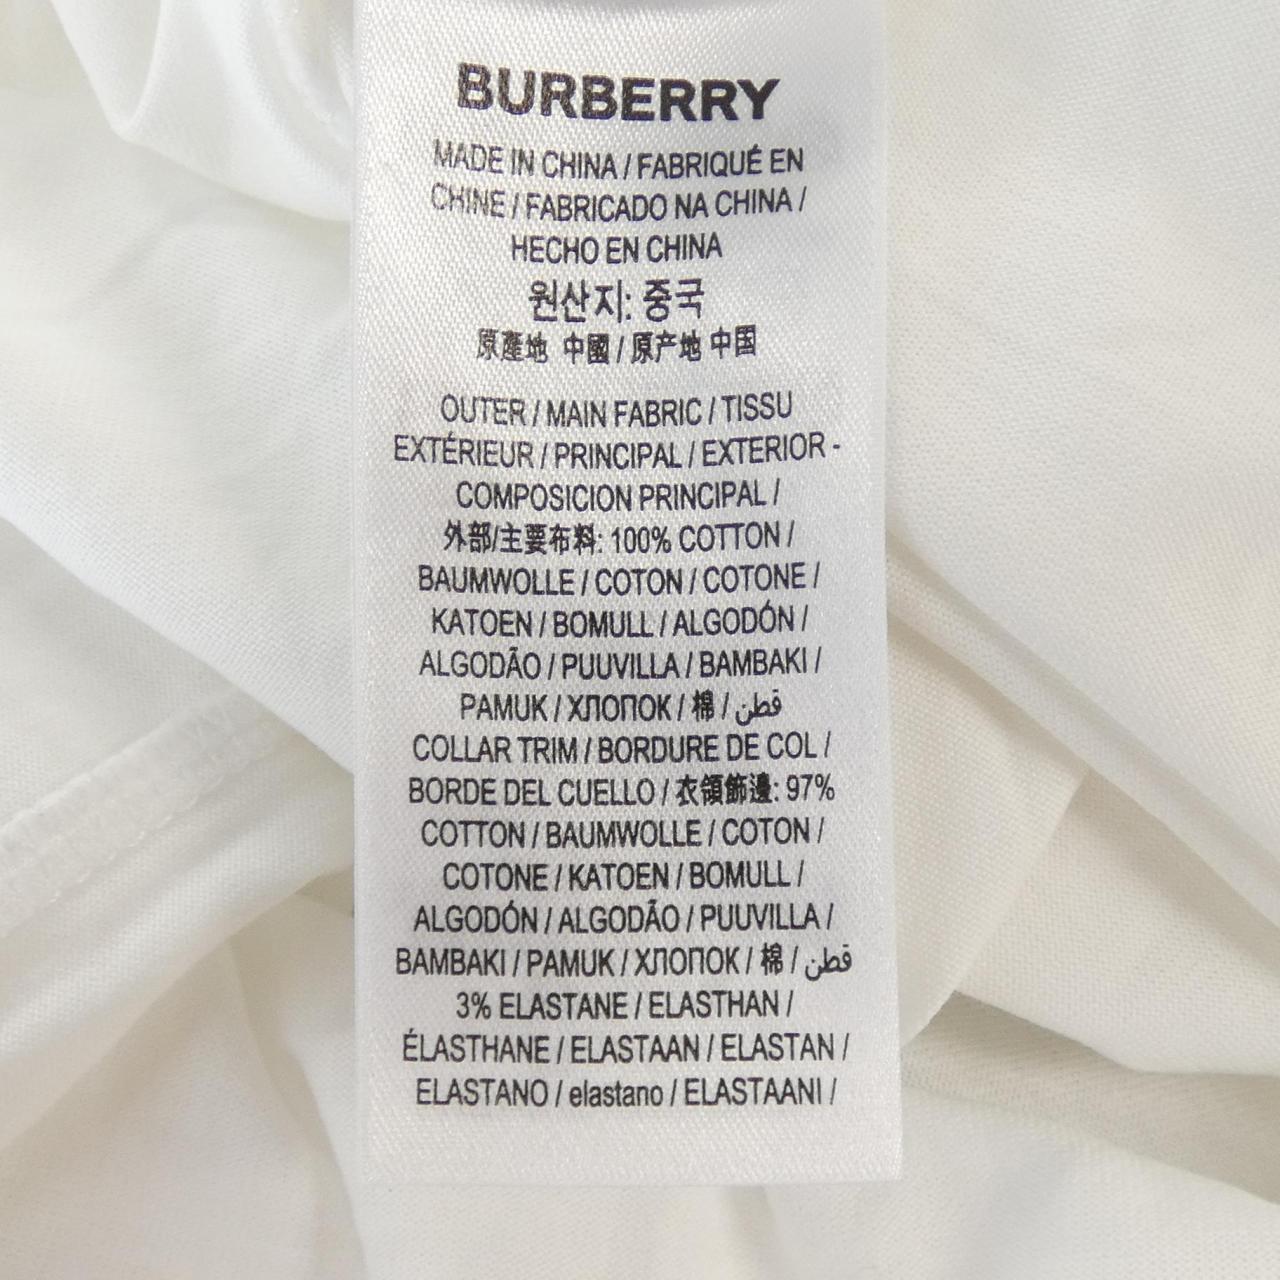 BURBERRY
MADE IN CHINA / FABRIQUÉ EN
CHINE / FABRICADO NA CHINA /
HECHO EN CHINA
원산지: 중국
原產地 中國 / 原产地 中国
OUTER / MAIN FABRIC / TISSU
EXTÉRIEUR / PRINCIPAL / EXTERIOR -
COMPOSICION PRINCIPAL /
外部/主要布料: 100% COTTON /
BAUMWOLLE / COTON / COTONE /
KATOEN / BOMULL / ALGODÓN /
ALGODÃO / PUUVILLA / BAMBAKI /
PAMUK / ХЛОПОК / 棉 / قطن
COLLAR TRIM / BORDURE DE COL /
BORDE DEL CUELLO / 衣領飾邊: 97%
COTTON / BAUMWOLLE / COTON /
COTONE / KATOEN / BOMULL /
ALGODÓN / ALGODÃO / PUUVILLA /
BAMBAKI / PAMUK / ХЛОПОК / 棉 / قطن
3% ELASTANE / ELASTHAN /
ÉLASTHANE / ELASTAAN / ELASTAN /
ELASTANO / elastano / ELASTAANI /